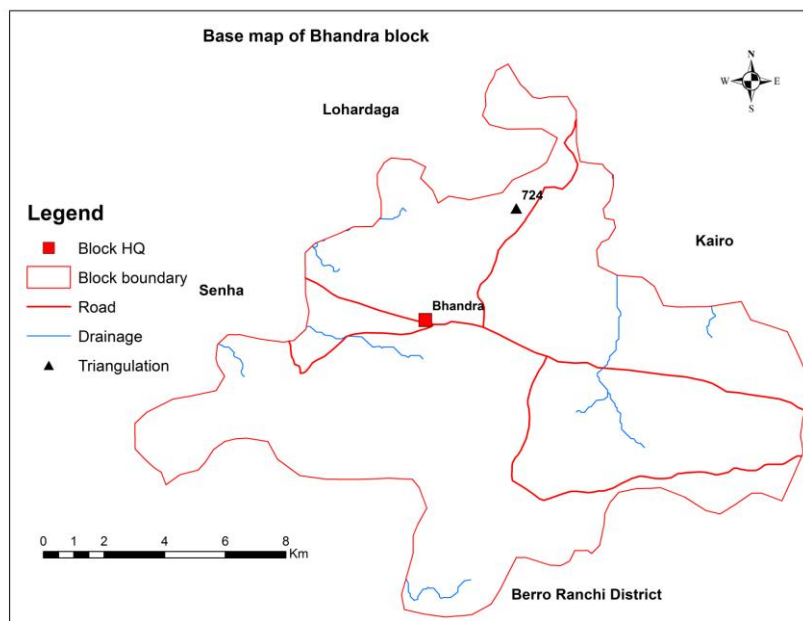 Base map of Bhandra block
N
W E
S
Lohardaga
724
Legend
Block HQ
Block boundary
Road
Drainage
Triangulation
Kairo
Senha
Bhandra
0 1 2 4 6 8
Km
Berro Ranchi District